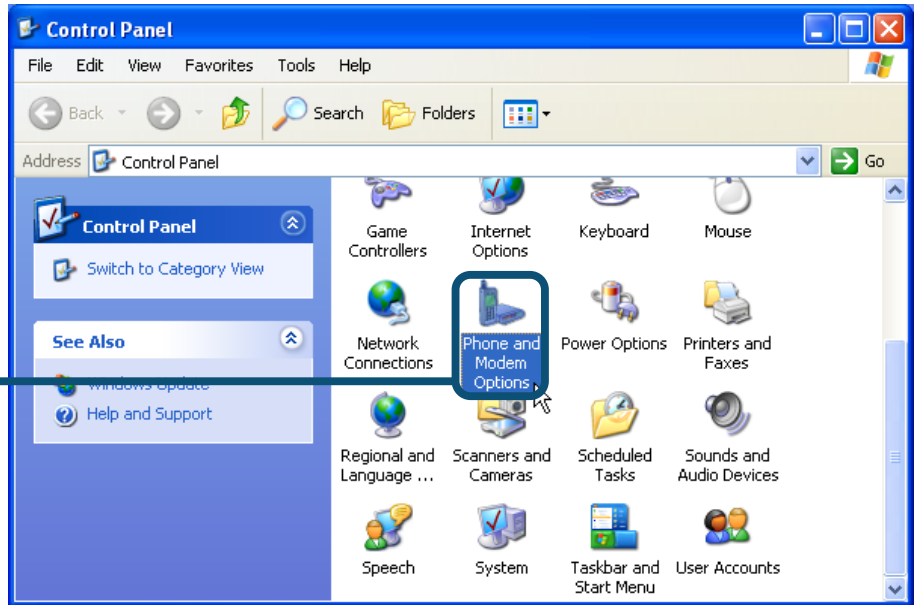 Control Panel
File Edit View Favorites Tools Help
Back Search Folders
Address Control Panel Go
Control Panel
Switch to Category View
See Also
Windows Update
Help and Support
Game
Controllers
Internet
Options
Keyboard
Mouse
Network
Connections
Phone and
Modem
Options
Power Options
Printers and
Faxes
Regional and
Language ...
Scanners and
Cameras
Scheduled
Tasks
Sounds and
Audio Devices
Speech
System
Taskbar and
Start Menu
User Accounts